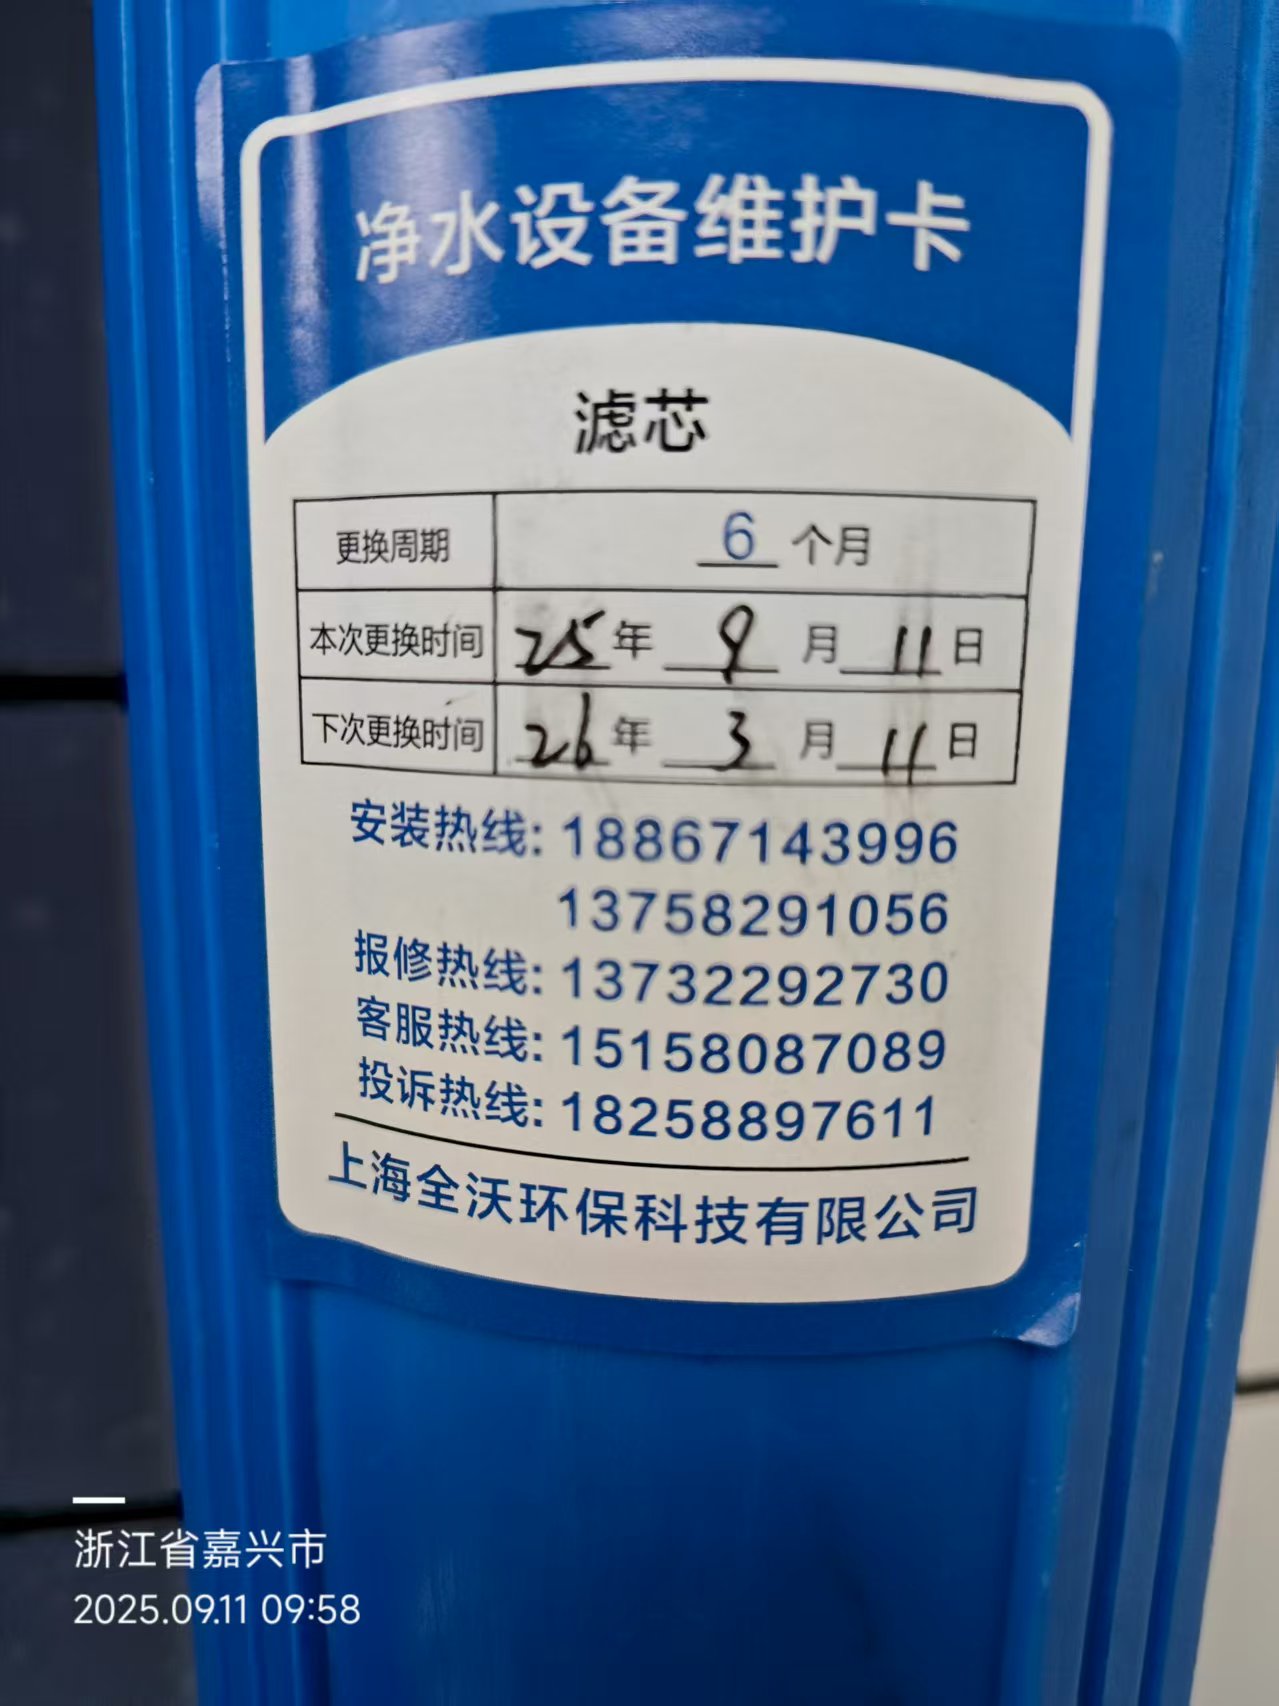 净水设备维护卡
滤芯
更换周期 6 个月
本次更换时间 25 年 9 月 11 日
下次更换时间 26 年 3 月 11 日
安装热线: 18867143996
13758291056
报修热线: 13732292730
客服热线: 15158087089
投诉热线: 18258897611
上海全沃环保科技有限公司
浙江省嘉兴市
2025.09.11 09:58